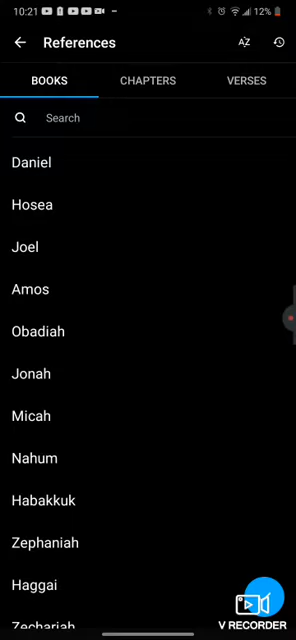 10:21
12%
References
AZ
BOOKS CHAPTERS VERSES
Search
Daniel
Hosea
Joel
Amos
Obadiah
Jonah
Micah
Nahum
Habakkuk
Zephaniah
Haggai
Zechariah
V RECORDER